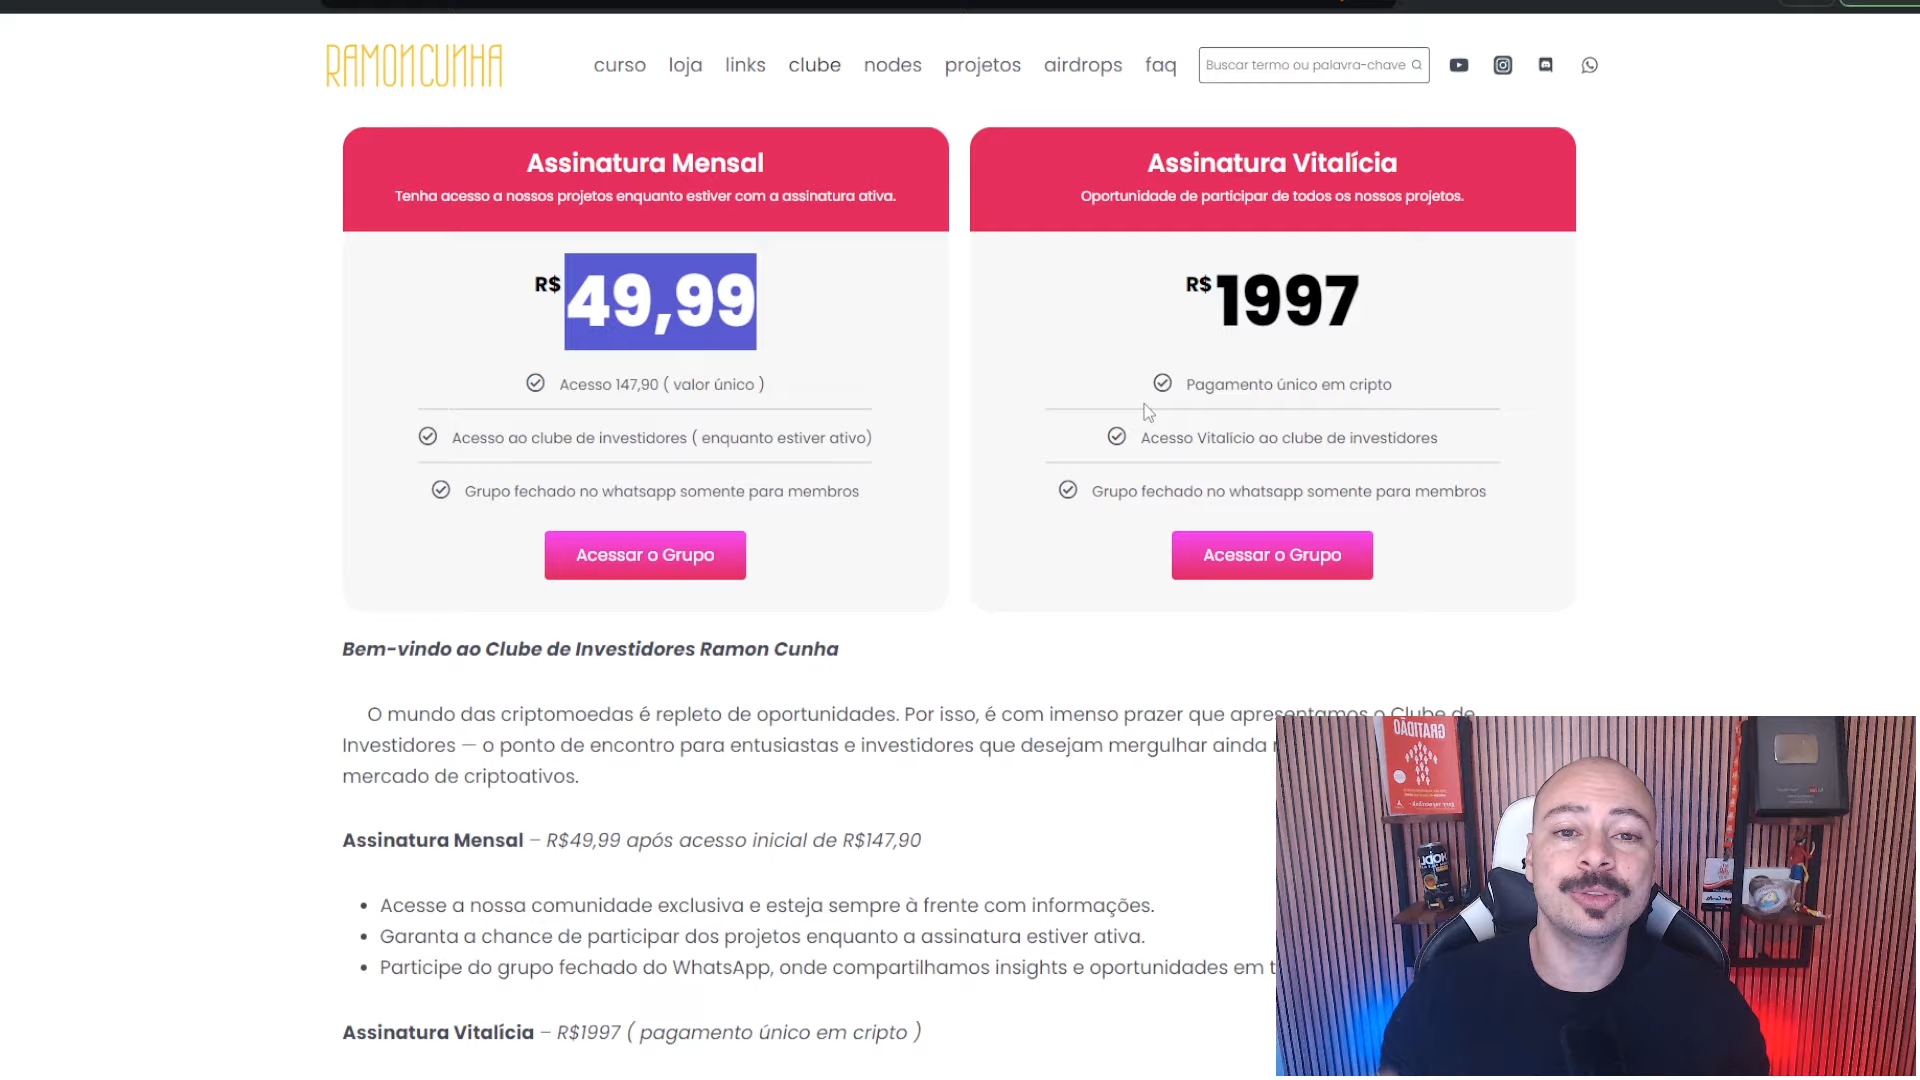 RAMON CUNHA
curso loja links clube nodes projetos airdrops faq
Buscar termo ou palavra-chave
Assinatura Mensal
Tenha acesso a nossos projetos enquanto estiver com a assinatura ativa.
R$ 49,99
Acesso 147,90 ( valor único )
Acesso ao clube de investidores ( enquanto estiver ativo)
Grupo fechado no whatsapp somente para membros
Acessar o Grupo
Assinatura Vitalícia
Oportunidade de participar de todos os nossos projetos.
R$ 1997
Pagamento único em cripto
Acesso Vitalício ao clube de investidores
Grupo fechado no whatsapp somente para membros
Acessar o Grupo
Bem-vindo ao Clube de Investidores Ramon Cunha
O mundo das criptomoedas é repleto de oportunidades. Por isso, é com imenso prazer que apresentamos o Clube de
Investidores — o ponto de encontro para entusiastas e investidores que desejam mergulhar ainda
mercado de criptoativos.
Assinatura Mensal – R$49,99 após acesso inicial de R$147,90
Acesse a nossa comunidade exclusiva e esteja sempre à frente com informações.
Garanta a chance de participar dos projetos enquanto a assinatura estiver ativa.
Participe do grupo fechado do WhatsApp, onde compartilhamos insights e oportunidades em
Assinatura Vitalícia – R$1997 ( pagamento único em cripto )
GRATIDÃO